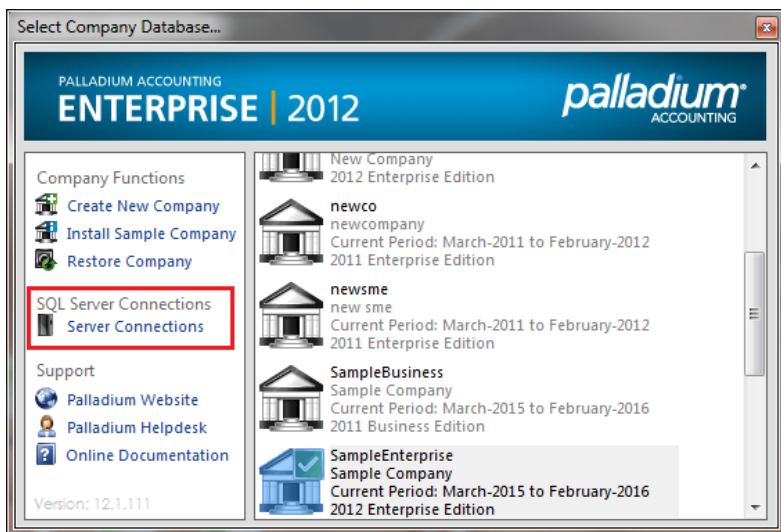 Select Company Database...
PALLADIUM ACCOUNTING
ENTERPRISE | 2012
palladium
ACCOUNTING
Company Functions
Create New Company
Install Sample Company
Restore Company
SQL Server Connections
Server Connections
Support
Palladium Website
Palladium Helpdesk
Online Documentation
Version: 12.1.111
New Company
2012 Enterprise Edition
newco
newcompany
Current Period: March-2011 to February-2012
2011 Enterprise Edition
newsme
new sme
Current Period: March-2011 to February-2012
2011 Enterprise Edition
SampleBusiness
Sample Company
Current Period: March-2015 to February-2016
2011 Business Edition
SampleEnterprise
Sample Company
Current Period: March-2015 to February-2016
2012 Enterprise Edition